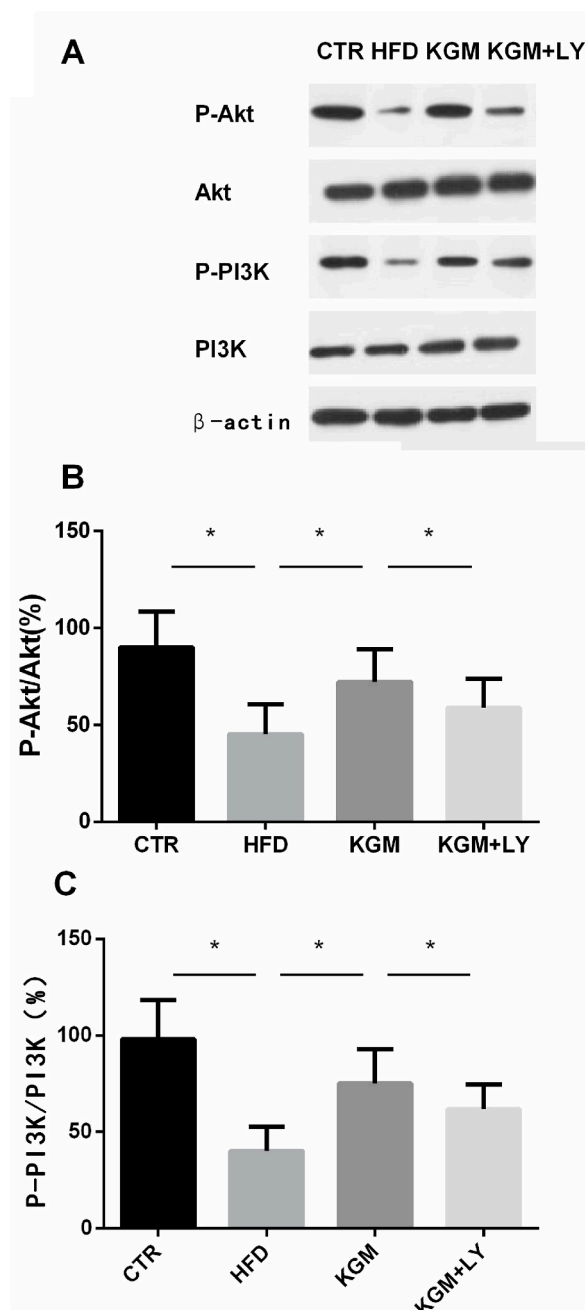 A
CTR HFD KGM KGM+LY
P-Akt
Akt
P-PI3K
PI3K
β-actin
B
P-Akt/Akt(%)
150
100
50
0
* * *
CTR HFD KGM KGM+LY
C
P-PI3K/PI3K (%)
150
100
50
0
* * *
CTR HFD KGM KGM+LY